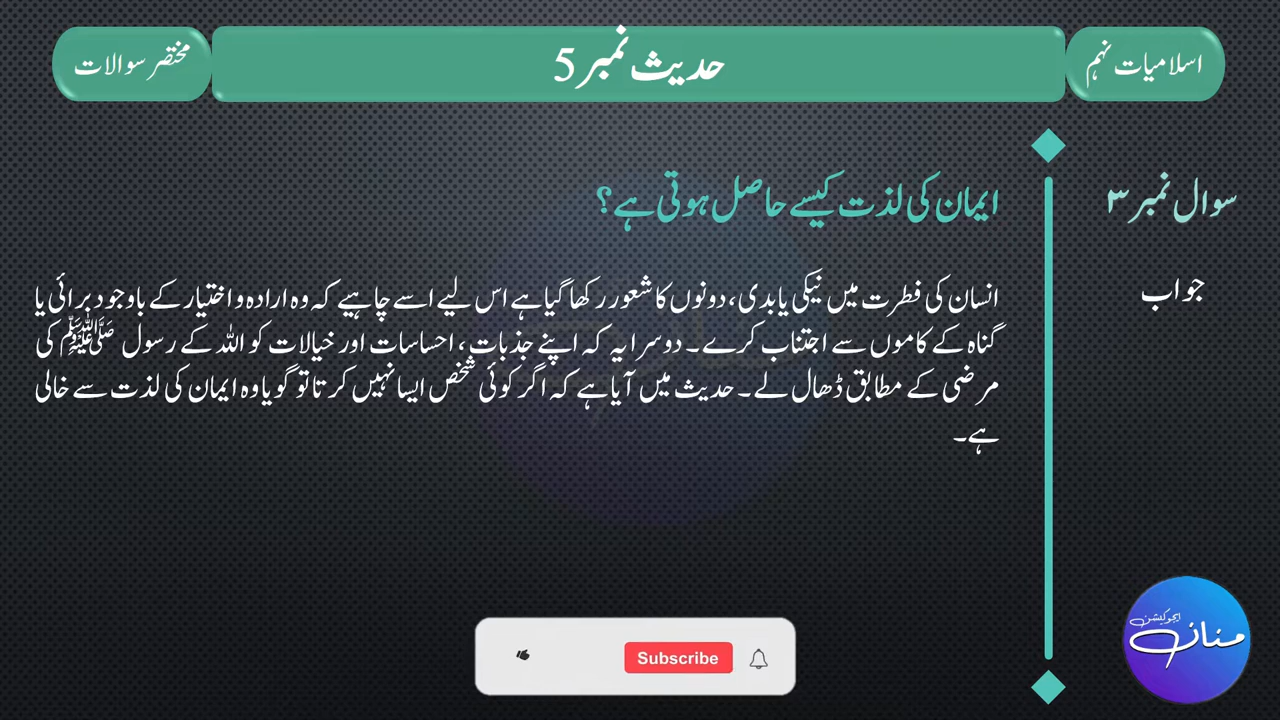 اسلامیات نہم
حدیث نمبر 5
مختصر سوالات
سوال نمبر ۳
ایمان کی لذت کیسے حاصل ہوتی ہے؟
جواب
انسان کی فطرت میں نیکی یا بدی، دونوں کا شعور رکھا گیا ہے اس لیے اسے چاہیے کہ وہ ارادہ و اختیار کے باوجود برائی یا
گناہ کے کاموں سے اجتناب کرے۔ دوسرا یہ کہ اپنے جذبات، احساسات اور خیالات کو اللہ کے رسول ﷺ کی
مرضی کے مطابق ڈھال لے۔ حدیث میں آیا ہے کہ اگر کوئی شخص ایسا نہیں کرتا تو گویا وہ ایمان کی لذت سے خالی
ہے۔
Subscribe
ایجوکیشن
منانے